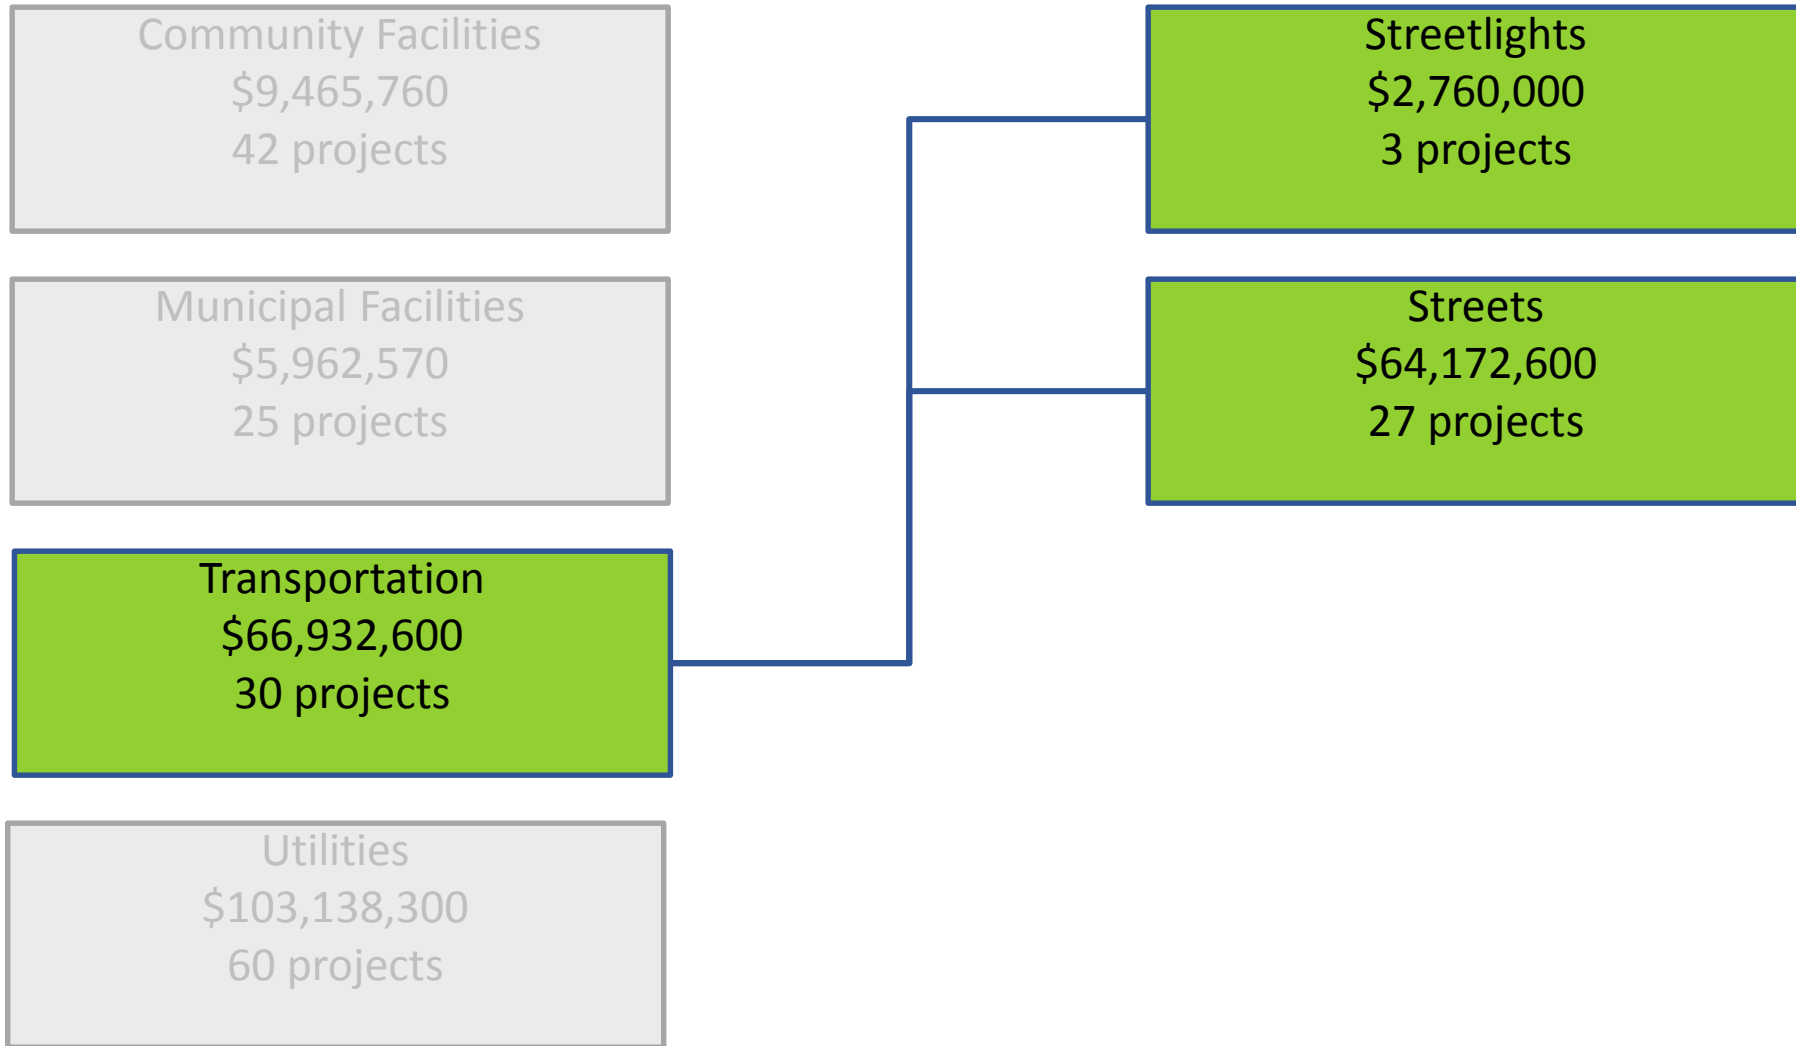 Community Facilities
$9,465,760
42 projects
Municipal Facilities
$5,962,570
25 projects
Transportation
$66,932,600
30 projects
Utilities
$103,138,300
60 projects
Streetlights
$2,760,000
3 projects
Streets
$64,172,600
27 projects